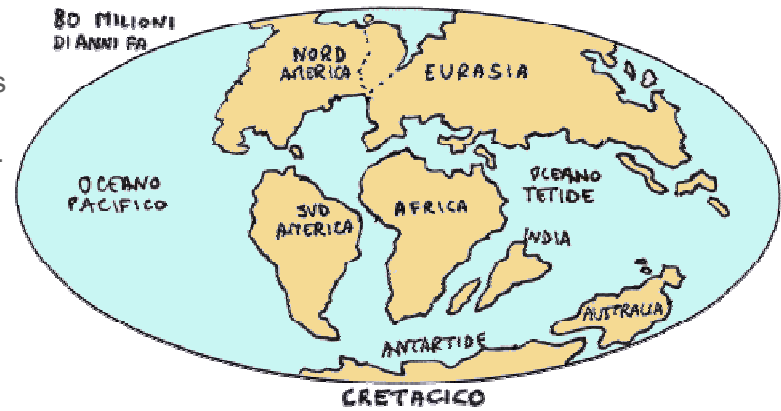 80 MILIONI
DI ANNI FA
NORD
AMERICA
EURASIA
OCEANO
PACIFICO
SUD
AMERICA
AFRICA
OCEANO
TETIDE
INDIA
AUSTRALIA
ANTARTIDE
CRETACICO